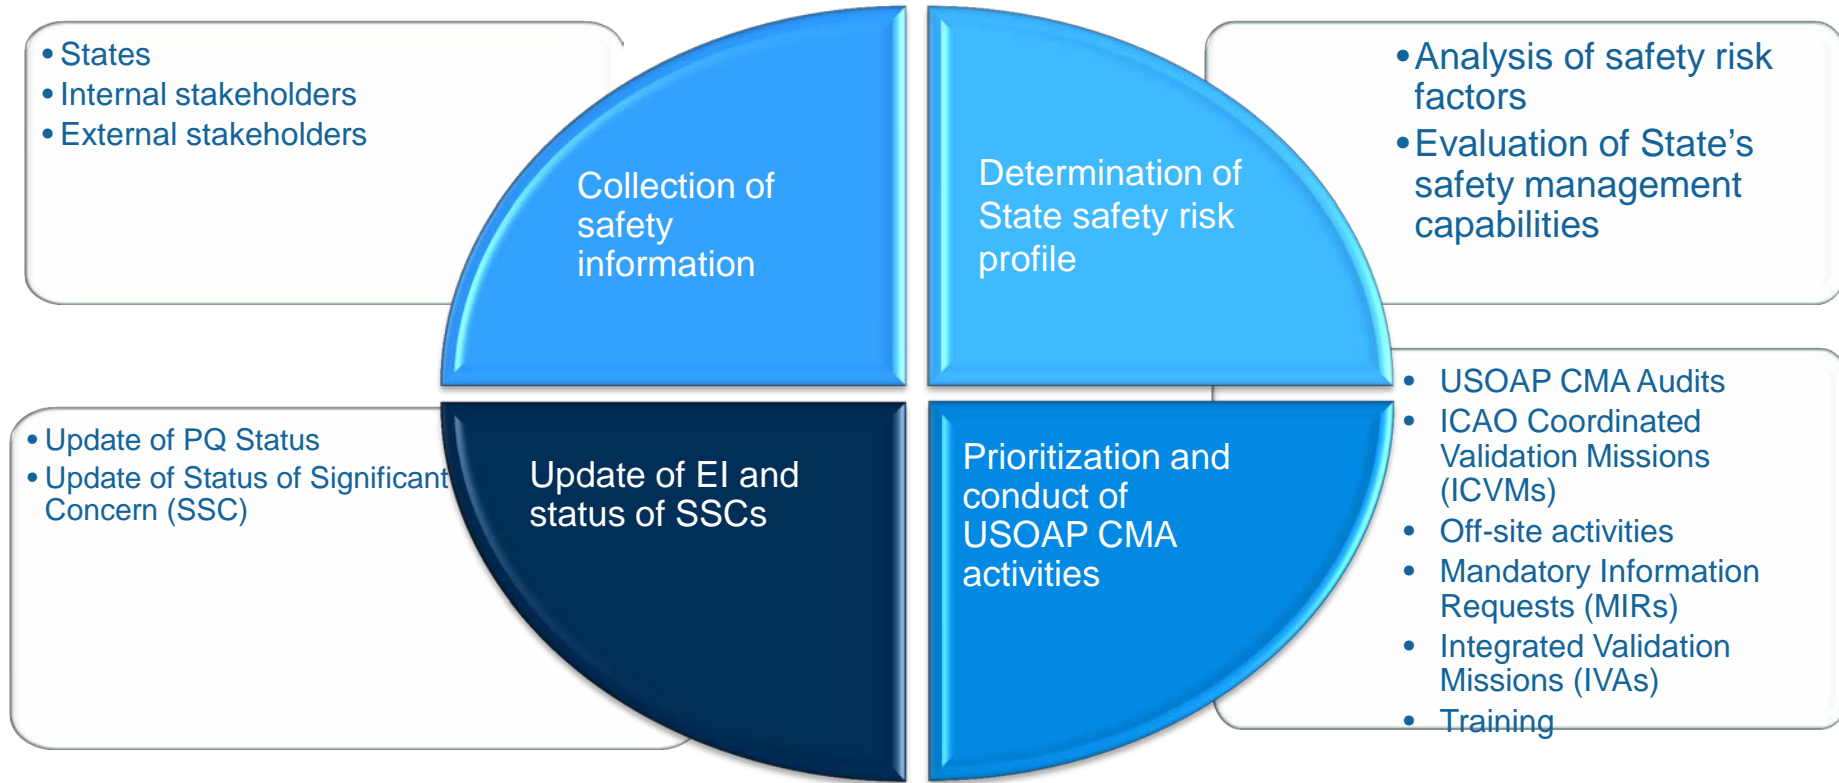 • States
• Internal stakeholders
• External stakeholders
Collection of
safety
information
Determination of
State safety risk
profile
• Analysis of safety risk
factors
• Evaluation of State's
safety management
capabilities
• Update of PQ Status
• Update of Status of Significant
Concern (SSC)
Update of EI and
status of SSCs
Prioritization and
conduct of
USOAP CMA
activities
• USOAP CMA Audits
• ICAO Coordinated
Validation Missions
(ICVMs)
• Off-site activities
• Mandatory Information
Requests (MIRs)
• Integrated Validation
Missions (IVAs)
• Training